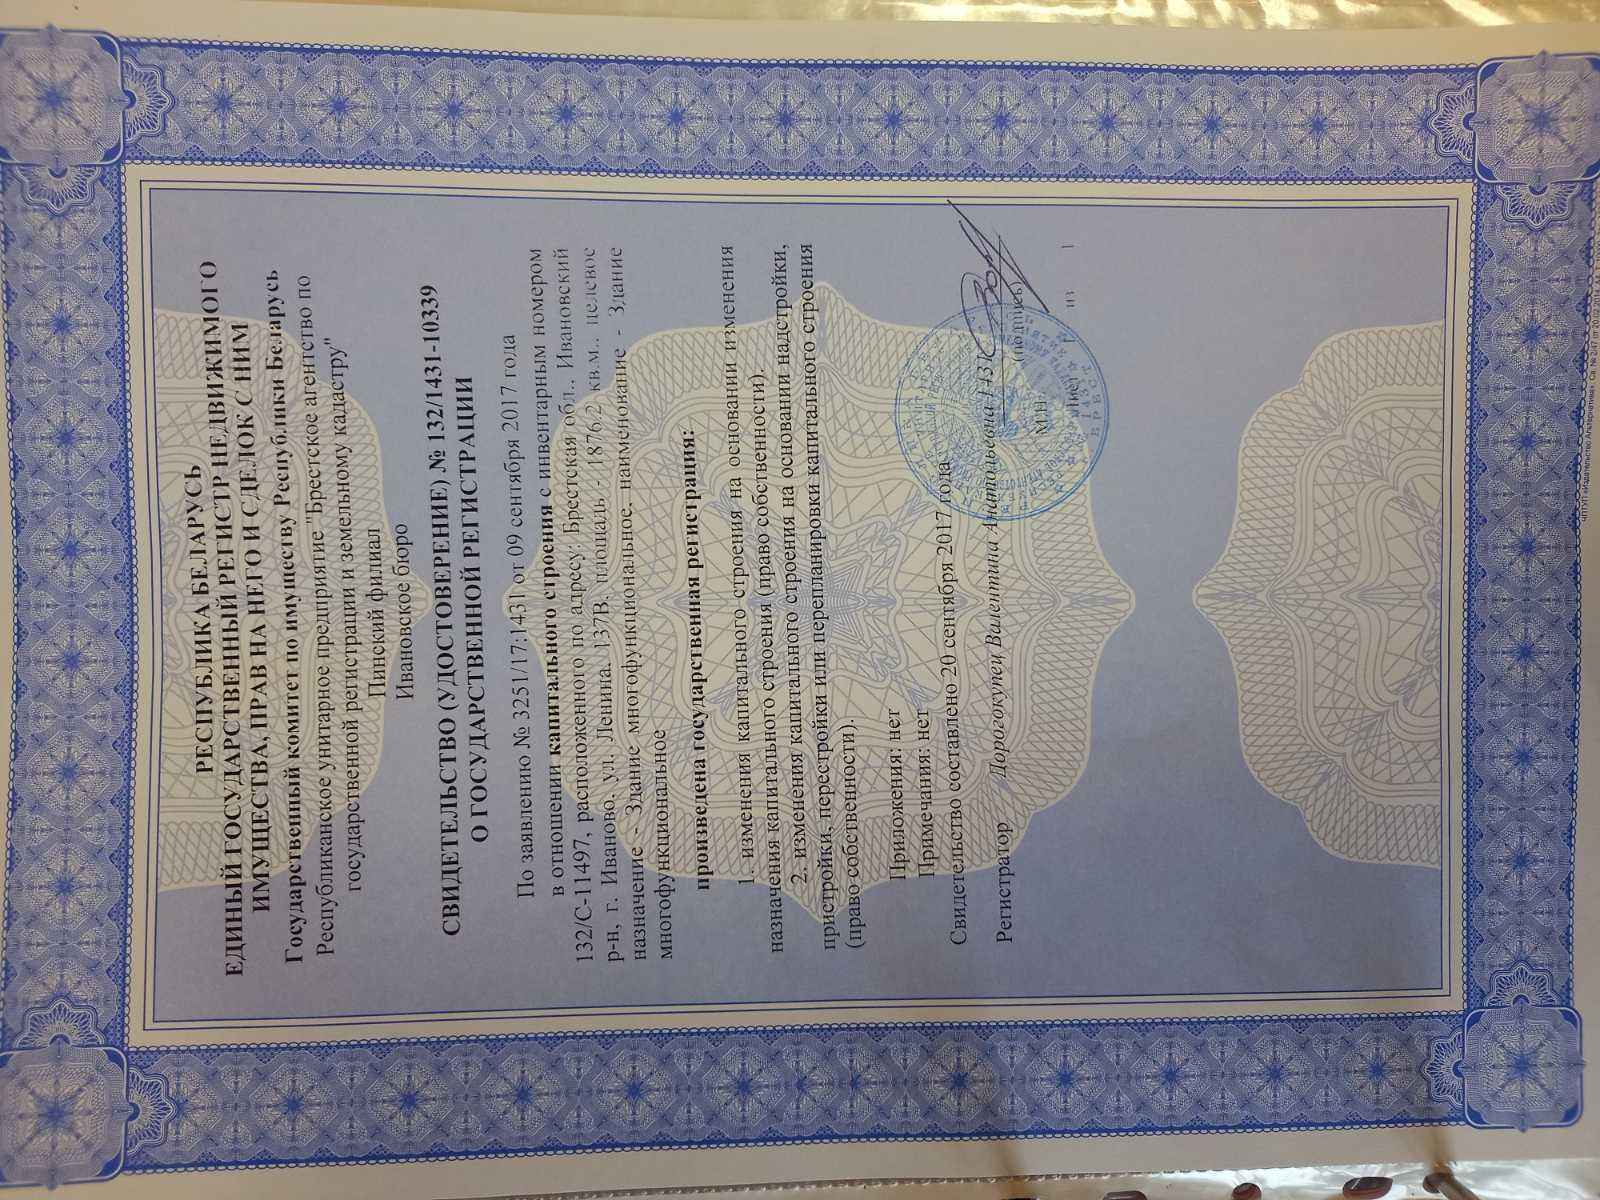 РЕСПУБЛИКА БЕЛАРУСЬ
ЕДИНЫЙ ГОСУДАРСТВЕННЫЙ РЕГИСТР НЕДВИЖИМОГО
ИМУЩЕСТВА, ПРАВ НА НЕГО И СДЕЛОК С НИМ
Государственный комитет по имуществу Республики Беларусь
Республиканское унитарное предприятие "Брестское агентство по
государственной регистрации и земельному кадастру"
Пинский филиал
Ивановское бюро
СВИДЕТЕЛЬСТВО (УДОСТОВЕРЕНИЕ) № 132/1431-10339
О ГОСУДАРСТВЕННОЙ РЕГИСТРАЦИИ
По заявлению № 3251/17:1431 от 09 сентября 2017 года
в отношении капитального строения с инвентарным номером
132/C-11497, расположенного по адресу: Брестская обл., Ивановский
р-н, г. Иваново, ул. Ленина, 137В, площадь - 1876.2 кв.м., целевое
назначение - Здание многофункциональное, наименование - Здание
многофункциональное
произведена государственная регистрация:
1. изменения капитального строения на основании изменения
назначения капитального строения (право собственности).
2. изменения капитального строения на основании надстройки,
пристройки, перестройки или перепланировки капитального строения
(право собственности).
Приложения: нет
Примечания: нет
Свидетельство составлено 20 сентября 2017 года
Регистратор Дорогокупец Валентина Анатольевна
(подпись)
М.П.
из 1